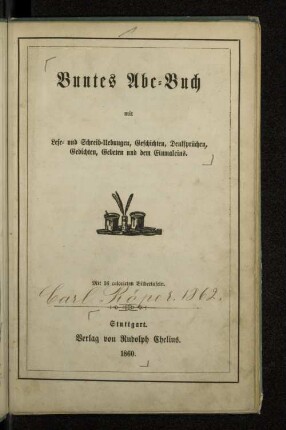 Buntes Abc-Buch
mit
Lese- und Schreib-Uebungen, Geschichten, Denksprüchen,
Gedichten, Gebeten und dem Einmaleins.
Mit 16 colorirten Bildertafeln.
Carl Röper. 1862.
Stuttgart.
Verlag von Rudolph Chelius.
1860.